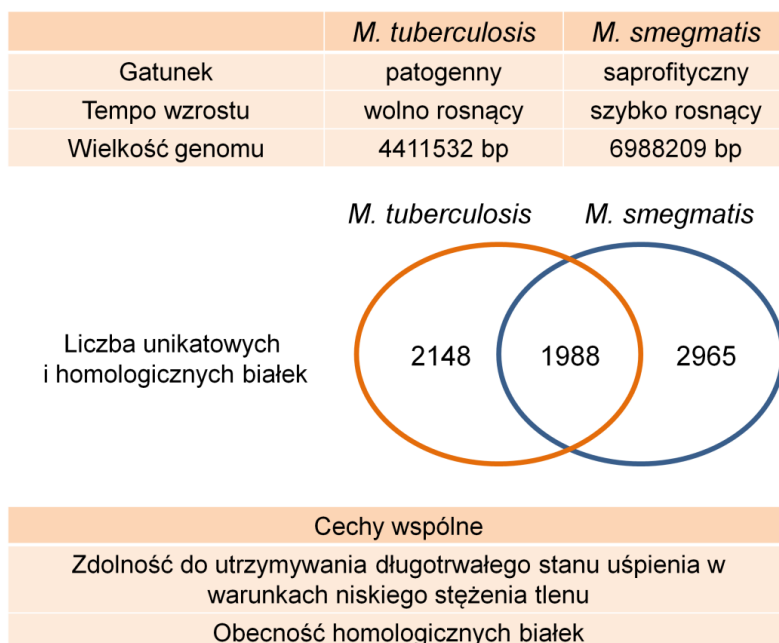 M. tuberculosis M. smegmatis
Gatunek patogenny saprofityczny
Tempo wzrostu wolno rosnący szybko rosnący
Wielkość genomu 4411532 bp 6988209 bp
M. tuberculosis M. smegmatis
Liczba unikatowych
i homologicznych białek
2148 1988 2965
Cechy wspólne
Zdolność do utrzymywania długotrwałego stanu uśpienia w
warunkach niskiego stężenia tlenu
Obecność homologicznych białek